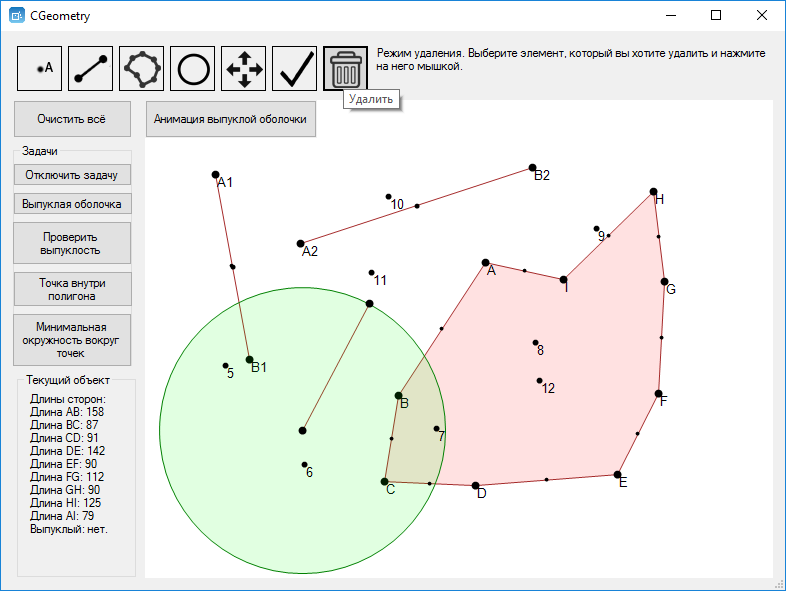 CGeometry
A
Режим удаления. Выберите элемент, который вы хотите удалить и нажмите
на него мышкой.
Удалить
Очистить всё
Анимация выпуклой оболочки
Задачи
Отключить задачу
Выпуклая оболочка
Проверить
выпуклость
Точка внутри
полигона
Минимальная
окружность вокруг
точек
Текущий объект
Длины сторон:
Длина AB: 158
Длина BC: 87
Длина CD: 91
Длина DE: 142
Длина EF: 90
Длина FG: 112
Длина GH: 90
Длина HI: 125
Длина AI: 79
Выпуклый: нет.
A1
B2
10
H
9
A2
11
A
I
G
8
B1
5
12
B
F
7
6
C
D
E